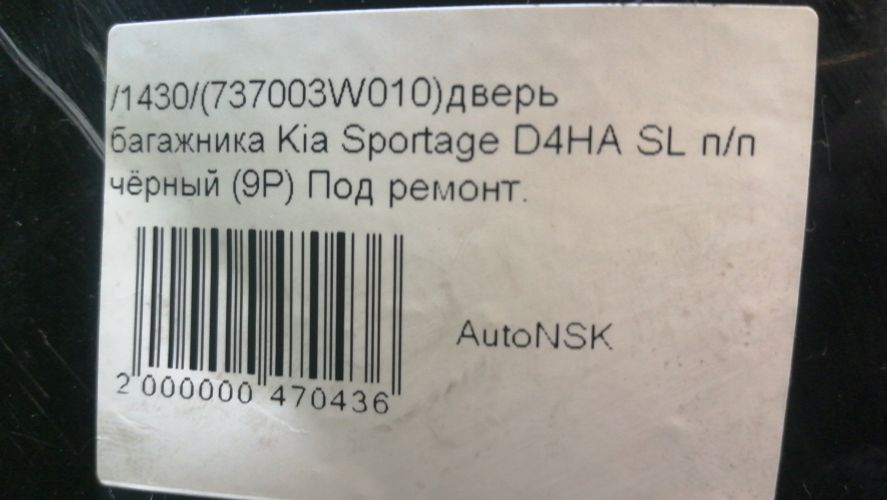 /1430/(737003W010)дверь
багажника Kia Sportage D4HA SL п/п
чёрный (9P) Под ремонт.
AutoNSK
2 000000 470436